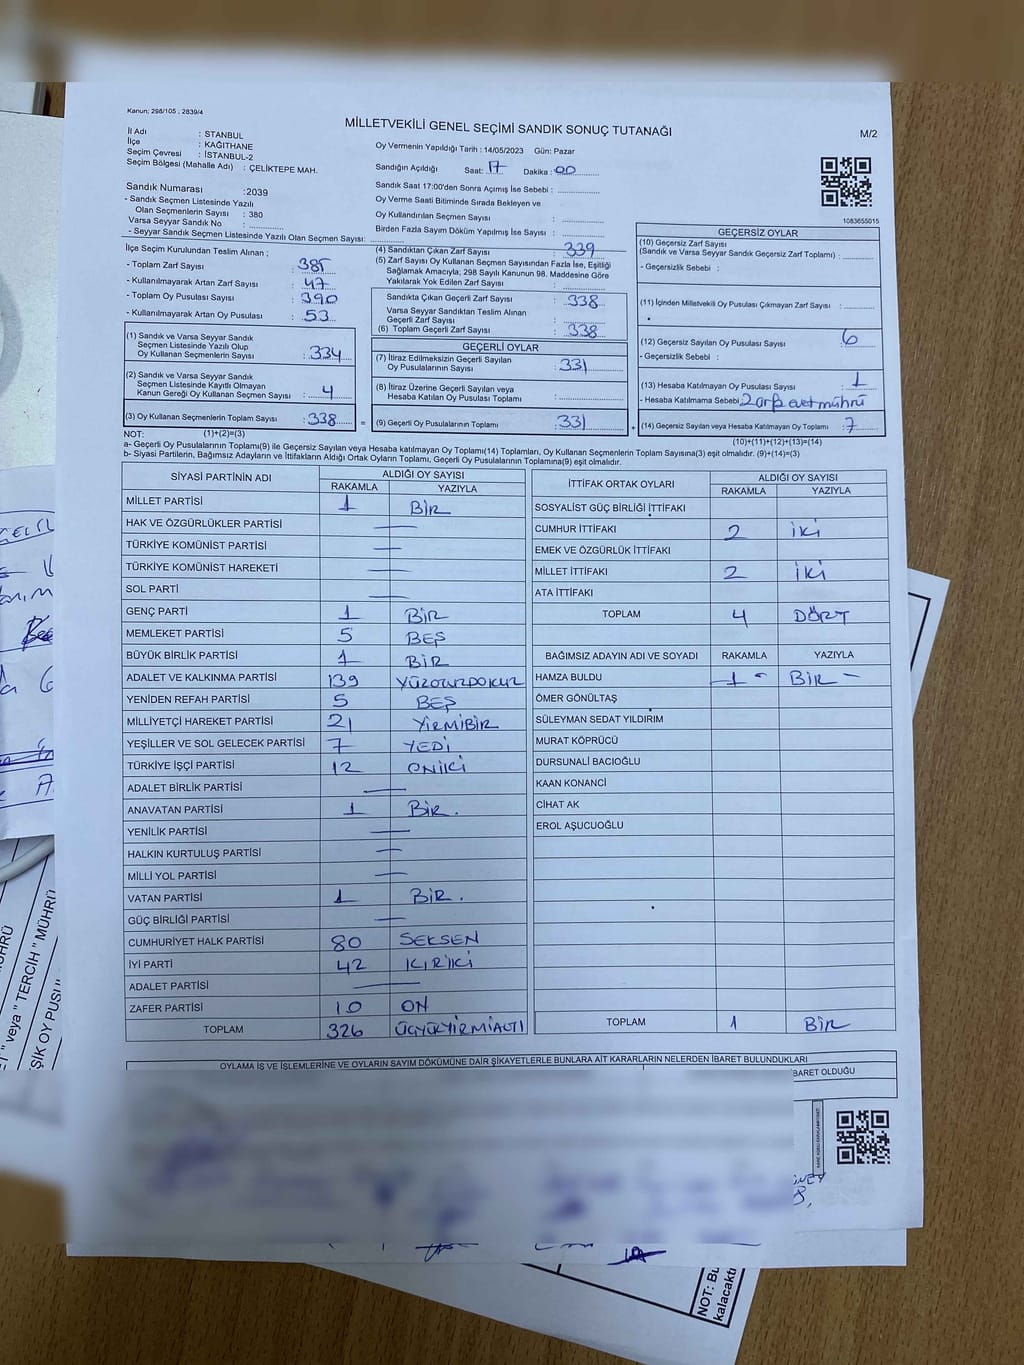 Kanun: 298/105 , 2839/4
MİLLETVEKİLİ GENEL SEÇİMİ SANDIK SONUÇ TUTANAĞI
M/2
İl Adı : İSTANBUL
İlçe : KAĞITHANE
Seçim Çevresi : İSTANBUL-2
Seçim Bölgesi (Mahalle Adı) : ÇELİKTEPE MAH.
Oy Vermenin Yapıldığı Tarih : 14/05/2023 Gün: Pazar
Sandığın Açıldığı Saat: 17 Dakika : 00
Sandık Saat 17:00'den Sonra Açımış İse Sebebi :
Oy Verme Saati Bitiminde Sırada Bekleyen ve
Oy Kullandırılan Seçmen Sayısı :
Birden Fazla Sayım Döküm Yapılmış İse Sayısı :
1083655015
Sandık Numarası :2039
- Sandık Seçmen Listesinde Yazılı
Olan Seçmenlerin Sayısı : 380
Varsa Seyyar Sandık No :
- Seyyar Sandık Seçmen Listesinde Yazılı Olan Seçmen Sayısı:
İlçe Seçim Kurulundan Teslim Alınan ;
- Toplam Zarf Sayısı : 385
- Kullanılmayarak Artan Zarf Sayısı : 47
- Toplam Oy Pusulası Sayısı : 390
- Kullanılmayarak Artan Oy Pusulası : 53
(1) Sandık ve Varsa Seyyar Sandık
Seçmen Listesinde Yazılı Olup
Oy Kullanan Seçmenlerin Sayısı : 334
(2) Sandık ve Varsa Seyyar Sandık
Seçmen Listesinde Kayıtlı Olmayan
Kanun Gereği Oy Kullanan Seçmen Sayısı : 4
(3) Oy Kullanan Seçmenlerin Toplam Sayısı : 338
(4) Sandıktan Çıkan Zarf Sayısı : 339
(5) Zarf Sayısı Oy Kullanan Seçmen Sayısından Fazla İse, Eşitliği
Sağlamak Amacıyla; 298 Sayılı Kanunun 98. Maddesine Göre
Yakılarak Yok Edilen Zarf Sayısı :
Sandıkta Çıkan Geçerli Zarf Sayısı : 338
Varsa Seyyar Sandıktan Teslim Alınan
Geçerli Zarf Sayısı :
(6) Toplam Geçerli Zarf Sayısı : 338
GEÇERLİ OYLAR
(7) İtiraz Edilmeksizin Geçerli Sayılan
Oy Pusulalarının Sayısı : 331
(8) İtiraz Üzerine Geçerli Sayılan veya
Hesaba Katılan Oy Pusulası Toplamı :
= (9) Geçerli Oy Pusulalarının Toplamı : 331
GEÇERSİZ OYLAR
(10) Geçersiz Zarf Sayısı
(Sandık ve Varsa Seyyar Sandık Geçersiz Zarf Toplamı) :
- Geçersizlik Sebebi :
(11) İçinden Milletvekili Oy Pusulası Çıkmayan Zarf Sayısı :
(12) Geçersiz Sayılan Oy Pusulası Sayısı : 6
- Geçersizlik Sebebi :
(13) Hesaba Katılmayan Oy Pusulası Sayısı : 1
- Hesaba Katılmama Sebebi evet mührü
+ (14) Geçersiz Sayılan veya Hesaba Katılmayan Oy Toplamı : 7
NOT: (1)+(2)=(3)
(10)+(11)+(12)+(13)=(14)
a- Geçerli Oy Pusulalarının Toplamı(9) ile Geçersiz Sayılan veya Hesaba katılmayan Oy Toplamı(14) Toplamları, Oy Kullanan Seçmenlerin Toplam Sayısına(3) eşit olmalıdır. (9)+(14)=(3)
b- Siyasi Partilerin, Bağımsız Adayların ve İttifakların Aldığı Ortak Oyların Toplamı, Geçerli Oy Pusulalarının Toplamına(9) eşit olmalıdır.
SİYASİ PARTİNİN ADI ALDIĞI OY SAYISI
RAKAMLA YAZIYLA
MİLLET PARTİSİ 1 BİR
HAK VE ÖZGÜRLÜKLER PARTİSİ —
TÜRKİYE KOMÜNİST PARTİSİ —
TÜRKİYE KOMÜNİST HAREKETİ —
SOL PARTİ —
GENÇ PARTİ 1 BİR
MEMLEKET PARTİSİ 5 BEŞ
BÜYÜK BİRLİK PARTİSİ 1 BİR
ADALET VE KALKINMA PARTİSİ 139 YÜZOTUZDOKUZ
YENİDEN REFAH PARTİSİ 5 BEŞ
MİLLİYETÇİ HAREKET PARTİSİ 21 YİRMİBİR
YEŞİLLER VE SOL GELECEK PARTİSİ 7 YEDİ
TÜRKİYE İŞÇİ PARTİSİ 12 ONİKİ
ADALET BİRLİK PARTİSİ —
ANAVATAN PARTİSİ 1 BİR.
YENİLİK PARTİSİ —
HALKIN KURTULUŞ PARTİSİ —
MİLLİ YOL PARTİSİ —
VATAN PARTİSİ 1 BİR.
GÜÇ BİRLİĞİ PARTİSİ —
CUMHURİYET HALK PARTİSİ 80 SEKSEN
İYİ PARTİ 42 KIRIKİ
ADALET PARTİSİ —
ZAFER PARTİSİ 10 ON
TOPLAM 326 ÜÇYÜZYİRMİALTI
İTTİFAK ORTAK OYLARI ALDIĞI OY SAYISI
RAKAMLA YAZIYLA
SOSYALİST GÜÇ BİRLİĞİ İTTİFAKI
CUMHUR İTTİFAKI 2 İKİ
EMEK VE ÖZGÜRLÜK İTTİFAKI
MİLLET İTTİFAKI 2 İKİ
ATA İTTİFAKI
TOPLAM 4 DÖRT
BAĞIMSIZ ADAYIN ADI VE SOYADI RAKAMLA YAZIYLA
HAMZA BULDU —1— BİR —
ÖMER GÖNÜLTAŞ
SÜLEYMAN SEDAT YILDIRIM
MURAT KÖPRÜCÜ
DURSUNALİ BACIOĞLU
KAAN KONANCİ
CİHAT AK
EROL AŞUCUOĞLU
TOPLAM 1 BİR
OYLAMA İŞ VE İŞLEMLERİNE VE OYLARIN SAYIM DÖKÜMÜNE DAİR ŞİKAYETLERLE BUNLARA AİT KARARLARIN NELERDEN İBARET BULUNDUKLARI
BARET OLDUĞU
" veya " TERCİH " MÜHRÜ
NOT: Bu
kalacaktı